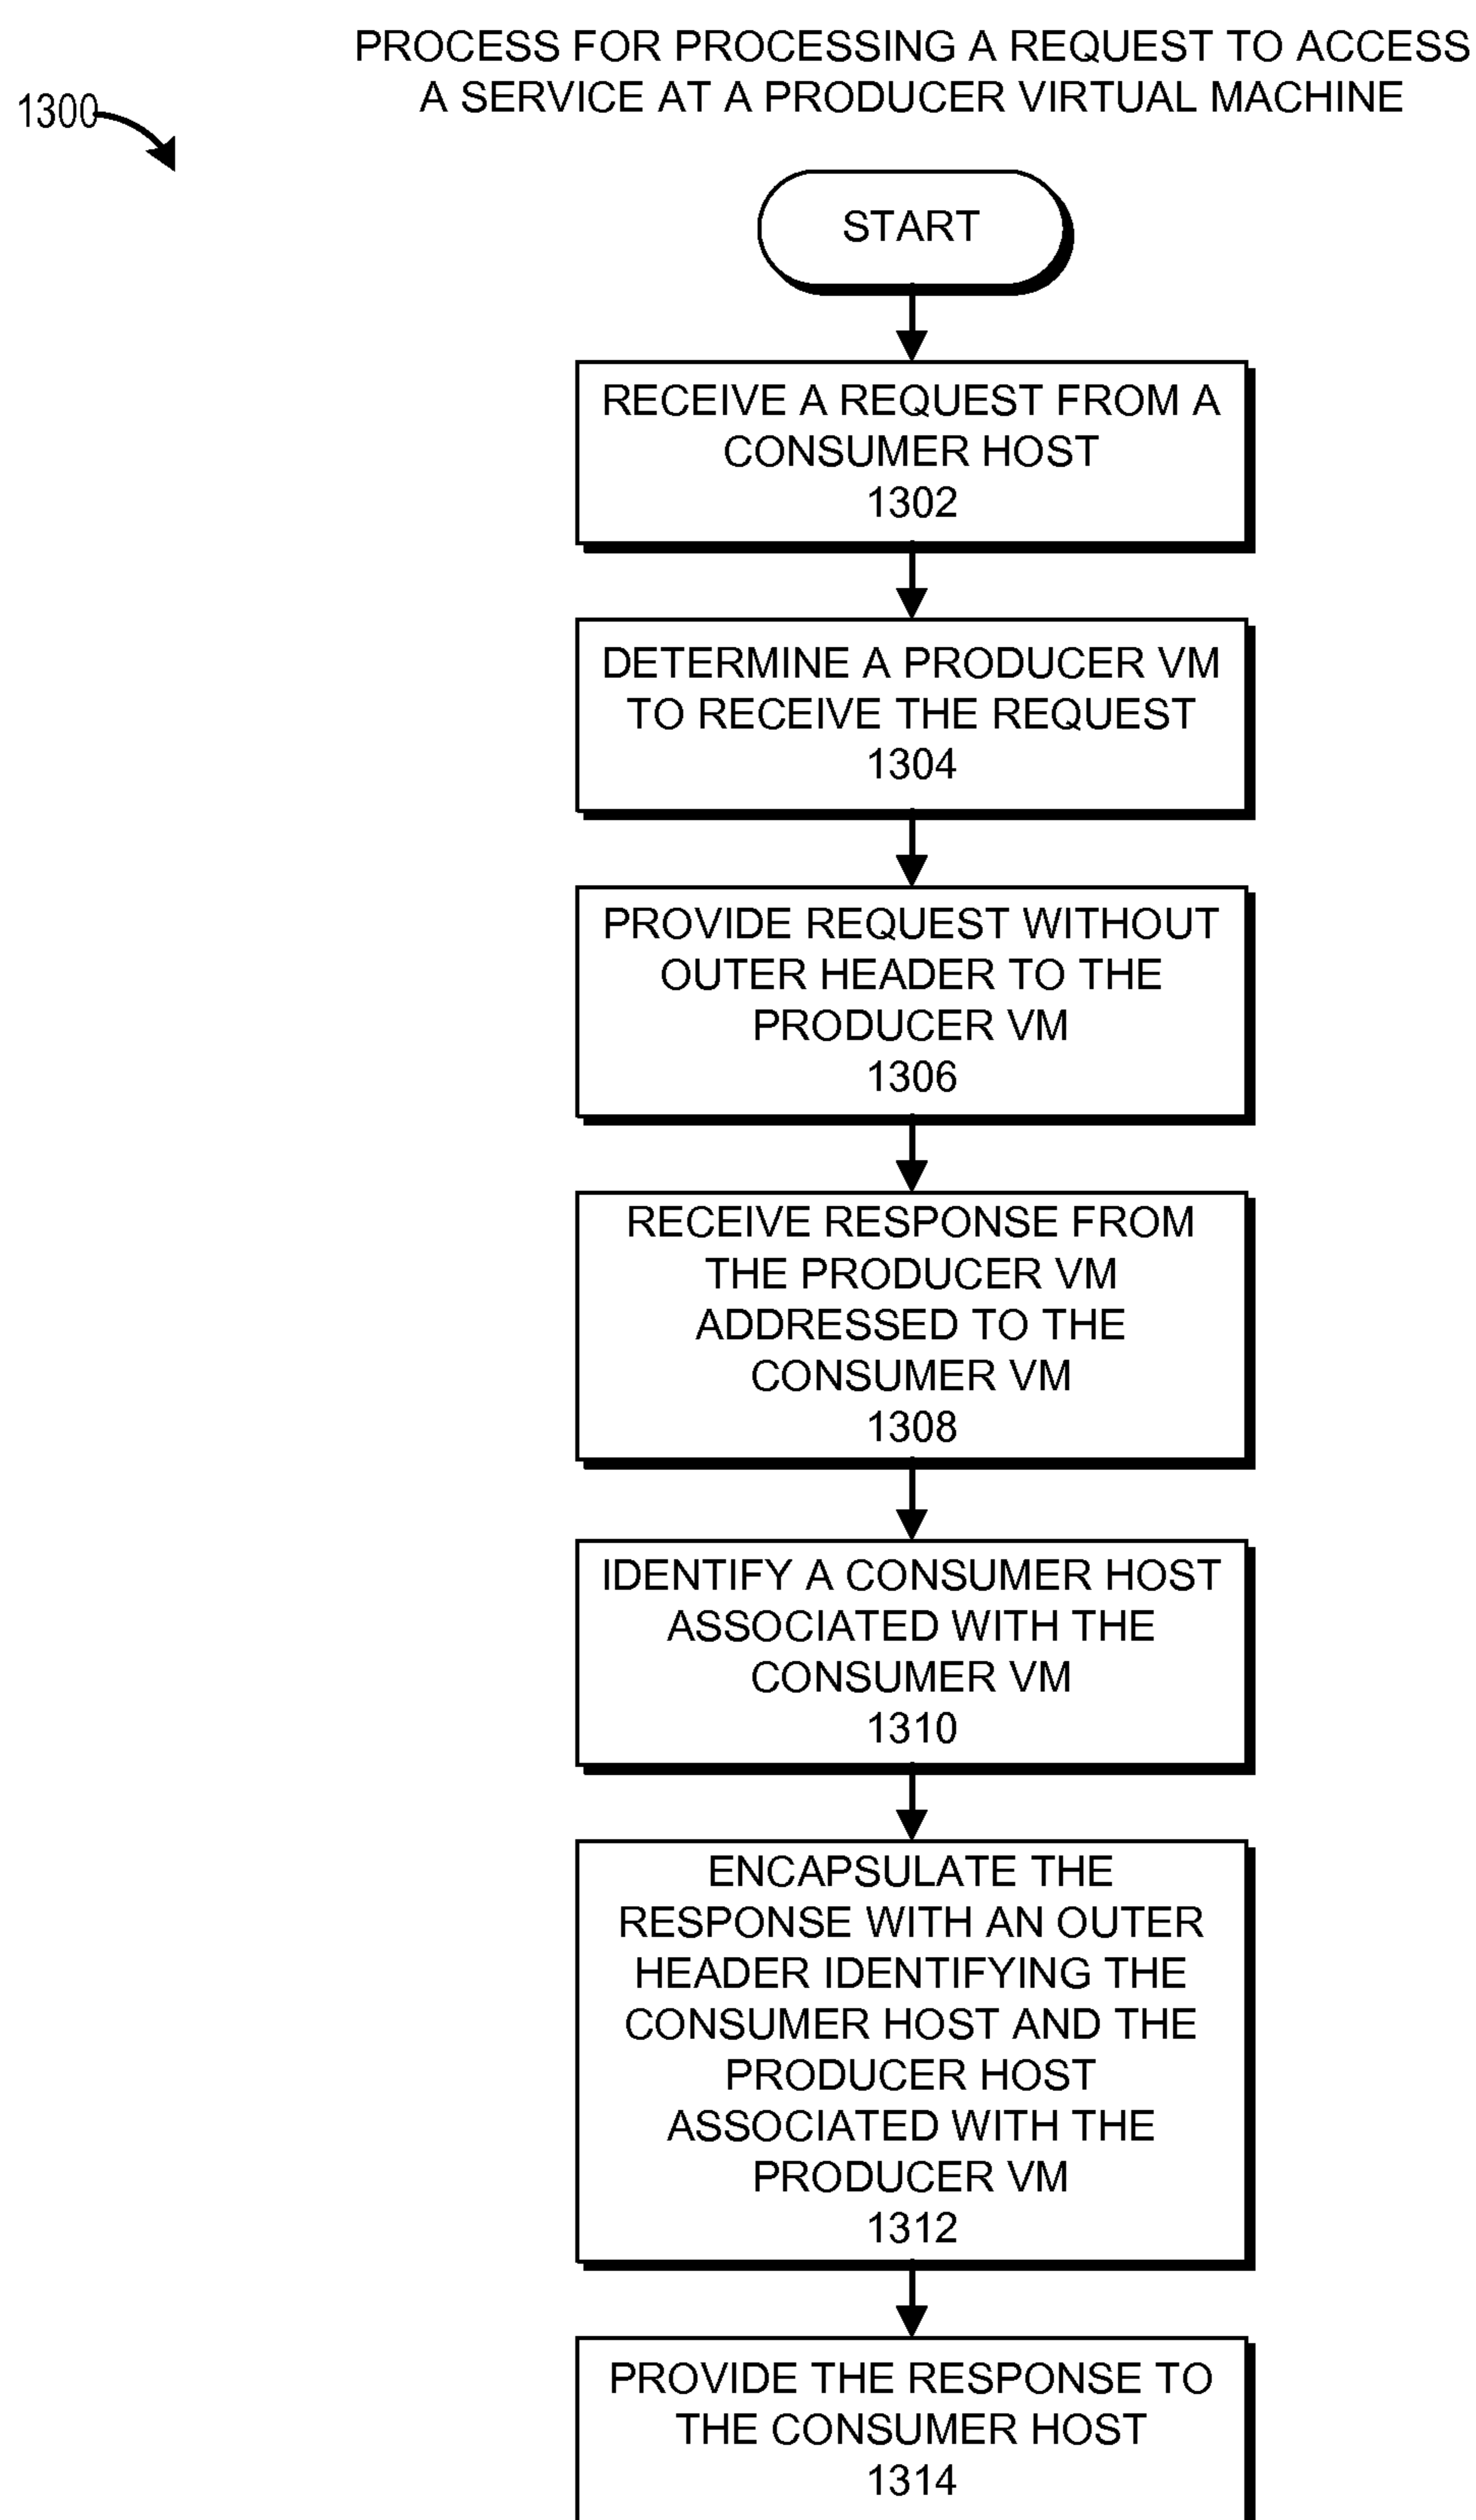 PROCESS FOR PROCESSING A REQUEST TO ACCESS
A SERVICE AT A PRODUCER VIRTUAL MACHINE
1300
START
RECEIVE A REQUEST FROM A
CONSUMER HOST
1302
DETERMINE A PRODUCER VM
TO RECEIVE THE REQUEST
1304
PROVIDE REQUEST WITHOUT
OUTER HEADER TO THE
PRODUCER VM
1306
RECEIVE RESPONSE FROM
THE PRODUCER VM
ADDRESSED TO THE
CONSUMER VM
1308
IDENTIFY A CONSUMER HOST
ASSOCIATED WITH THE
CONSUMER VM
1310
ENCAPSULATE THE
RESPONSE WITH AN OUTER
HEADER IDENTIFYING THE
CONSUMER HOST AND THE
PRODUCER HOST
ASSOCIATED WITH THE
PRODUCER VM
1312
PROVIDE THE RESPONSE TO
THE CONSUMER HOST
1314